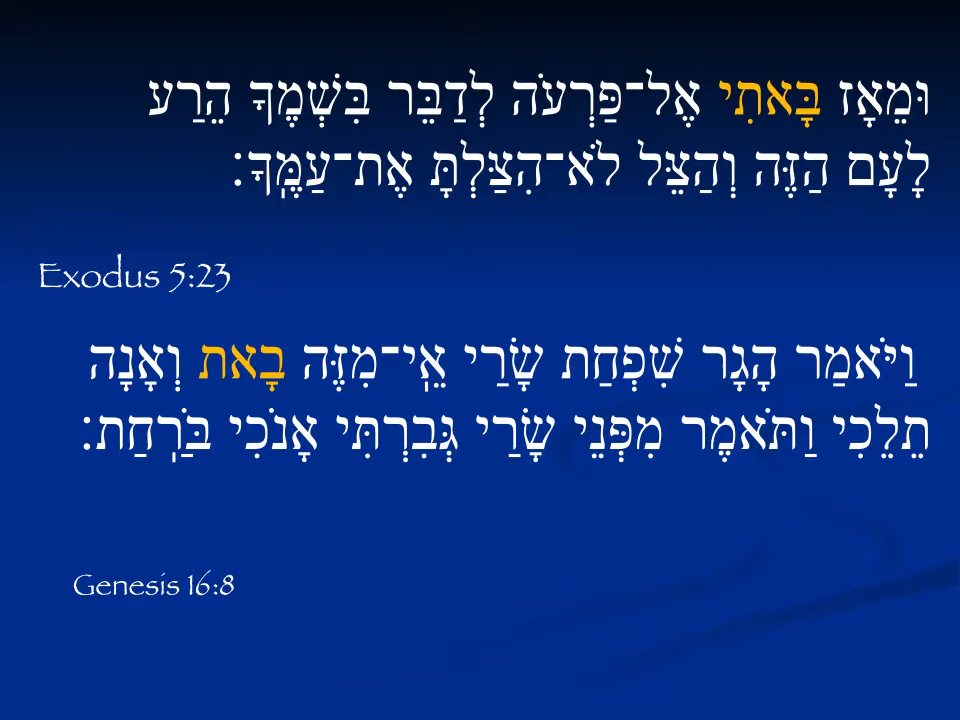 וּמֵאָז בָּאתִי אֶל־פַּרְעֹה לְדַבֵּר בִּשְׁמֶךָ הֵרַע
לָעָם הַזֶּה וְהַצֵּל לֹא־הִצַּלְתָּ אֶת־עַמֶּֽךָ׃
Exodus 5:23
וַיֹּאמַר הָגָר שִׁפְחַת שָׂרַי אֵֽי־מִזֶּה בָאת וְאָנָה
תֵלֵכִי וַתֹּאמֶר מִפְּנֵי שָׂרַי גְּבִרְתִּי אָנֹכִי בֹּרַֽחַת׃
Genesis 16:8